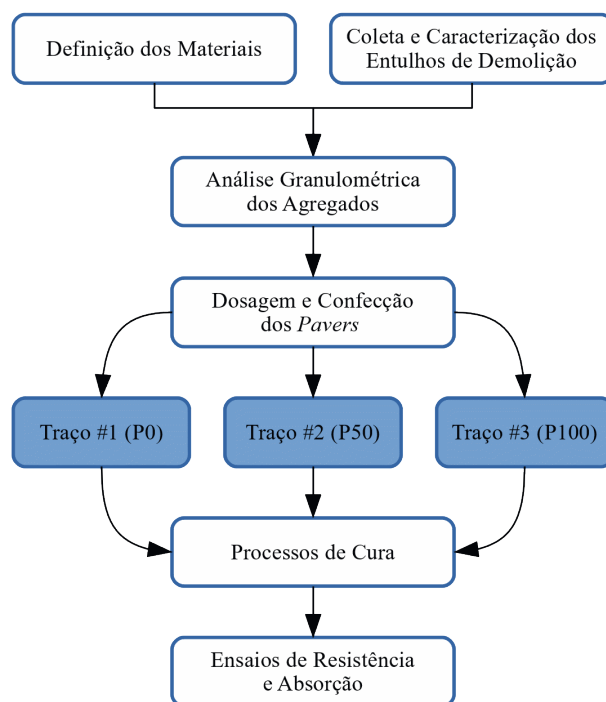 Definição dos Materiais
Coleta e Caracterização dos
Entulhos de Demolição
Análise Granulométrica
dos Agregados
Dosagem e Confecção
dos Pavers
Traço #1 (P0)
Traço #2 (P50)
Traço #3 (P100)
Processos de Cura
Ensaios de Resistência
e Absorção